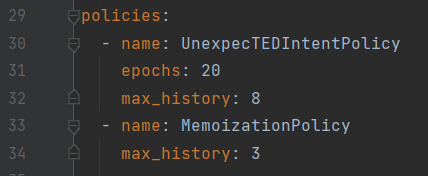 29 policies:
30 - name: UnexpecTEDIntentPolicy
31 epochs: 20
32 max_history: 8
33 - name: MemoizationPolicy
34 max_history: 3